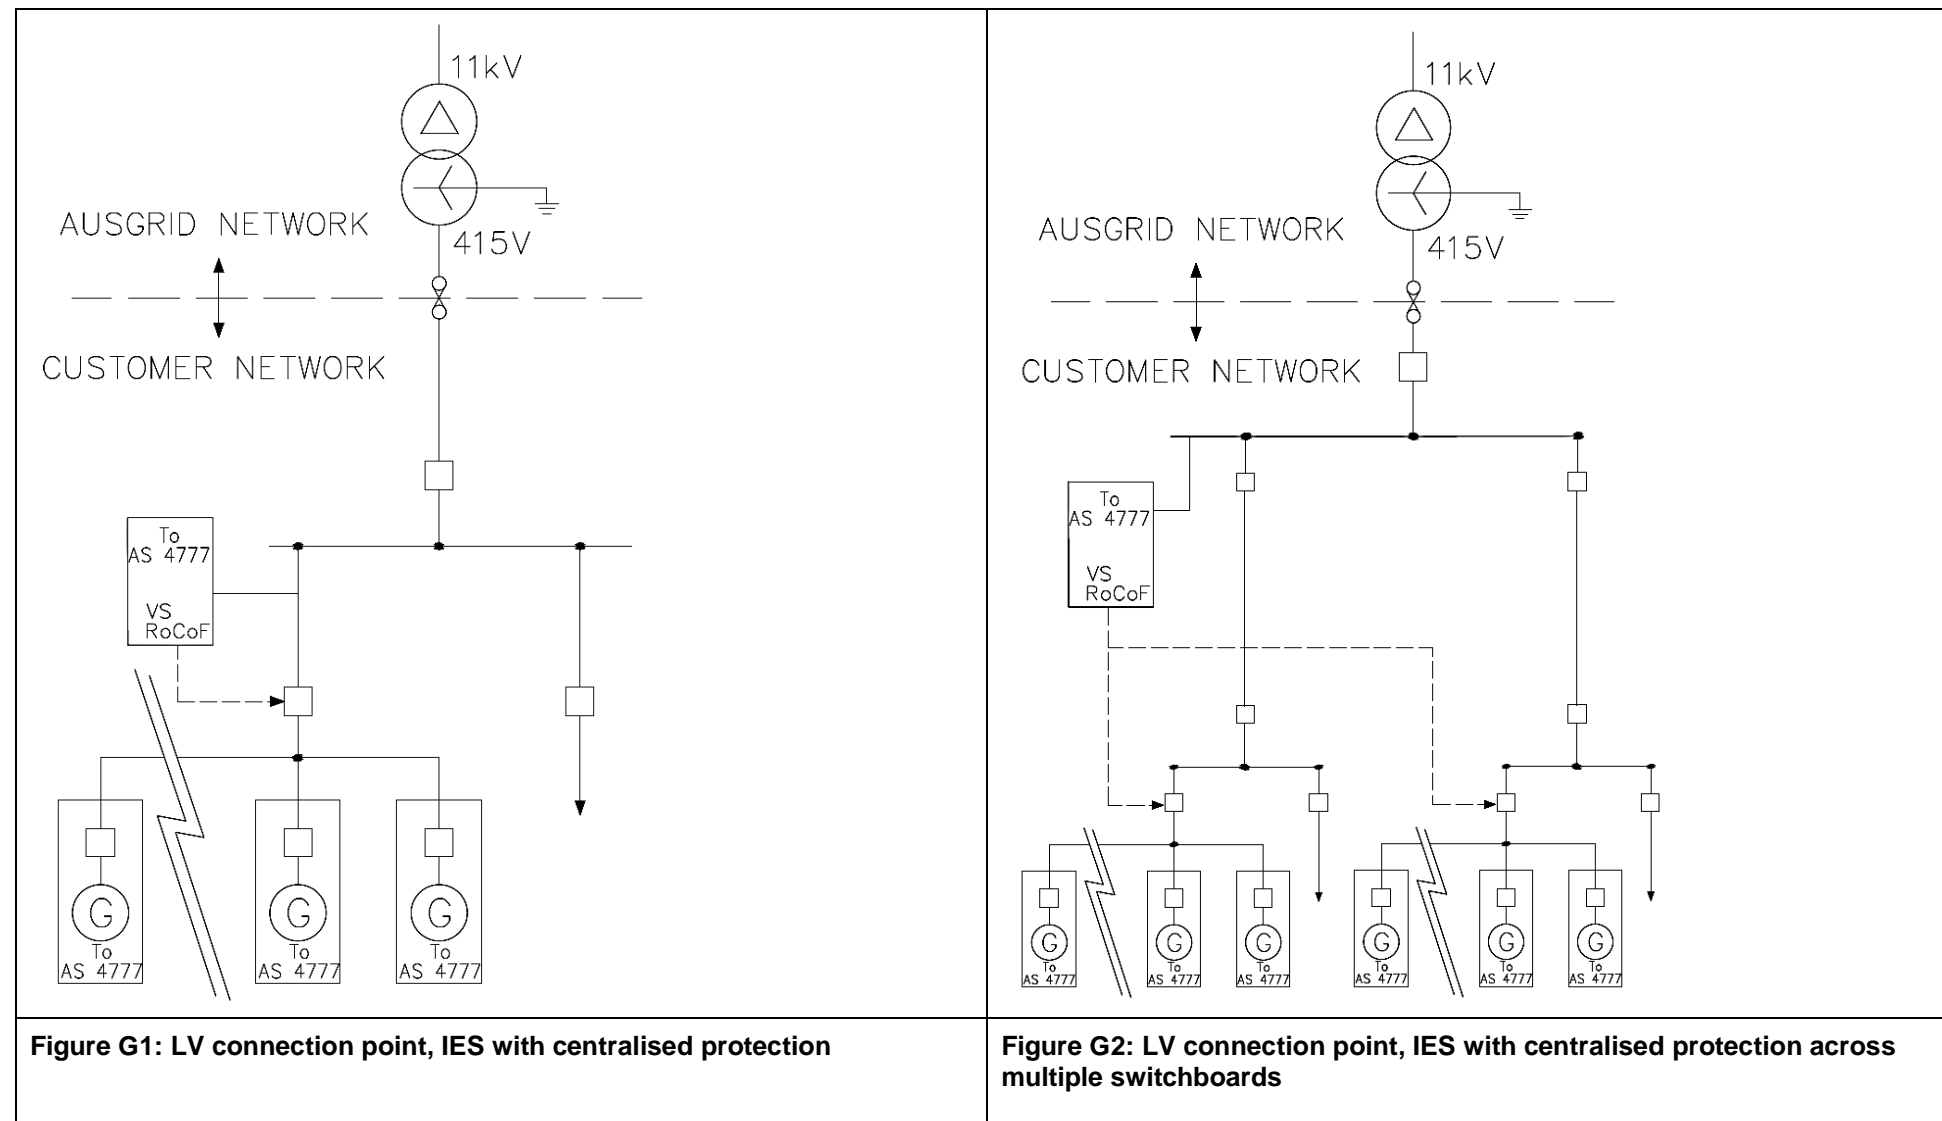 11kV
AUSGRID NETWORK
415V
CUSTOMER NETWORK
To
AS 4777
VS
RoCoF
G
To
AS 4777
G
To
AS 4777
G
To
AS 4777
Figure G1: LV connection point, IES with centralised protection
11kV
AUSGRID NETWORK
415V
CUSTOMER NETWORK
To
AS 4777
VS
RoCoF
G
To
AS 4777
G
To
AS 4777
G
To
AS 4777
G
To
AS 4777
G
To
AS 4777
G
To
AS 4777
Figure G2: LV connection point, IES with centralised protection across
multiple switchboards